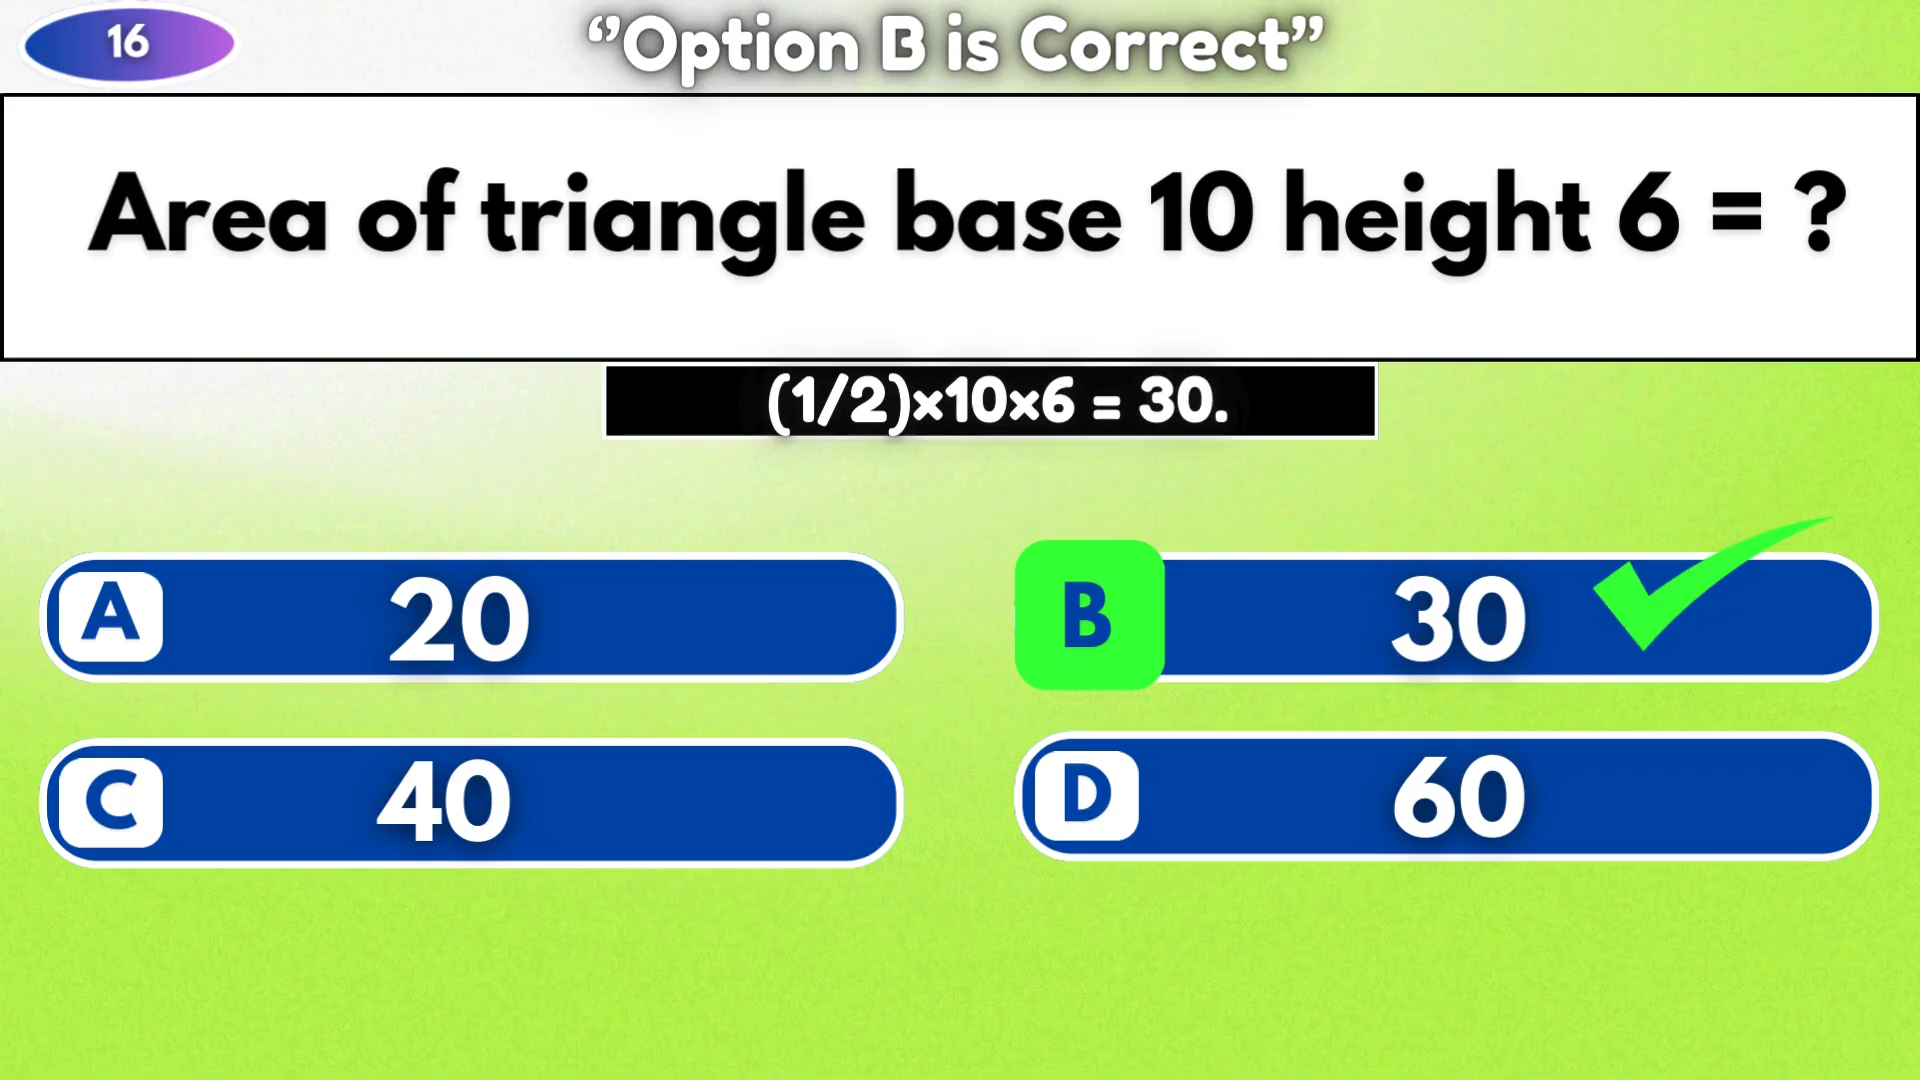 16
“Option B is Correct”
Area of triangle base 10 height 6 = ?
(1/2)×10×6 = 30.
A 20
B 30
C 40
D 60